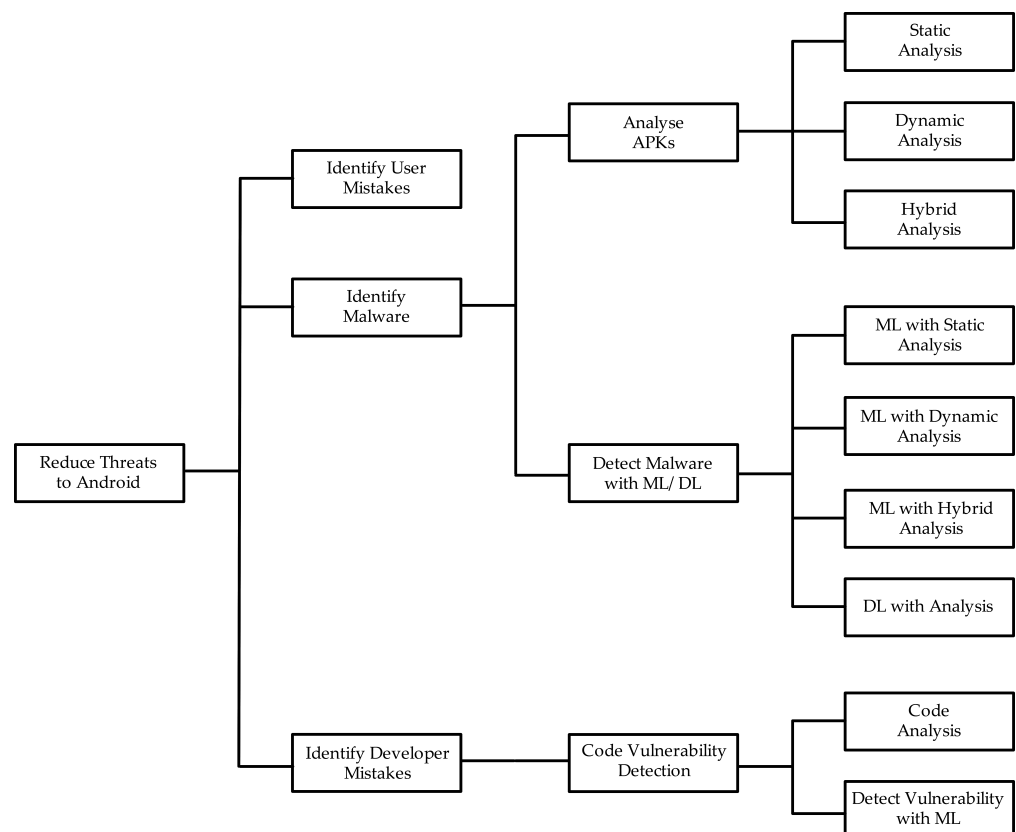 Static
Analysis
Analyse
APKs
Dynamic
Analysis
Identify User
Mistakes
Hybrid
Analysis
Identify
Malware
ML with Static
Analysis
ML with Dynamic
Analysis
Reduce Threats
to Android
Detect Malware
with ML/ DL
ML with Hybrid
Analysis
DL with Analysis
Identify Developer
Mistakes
Code Vulnerability
Detection
Code
Analysis
Detect Vulnerability
with ML